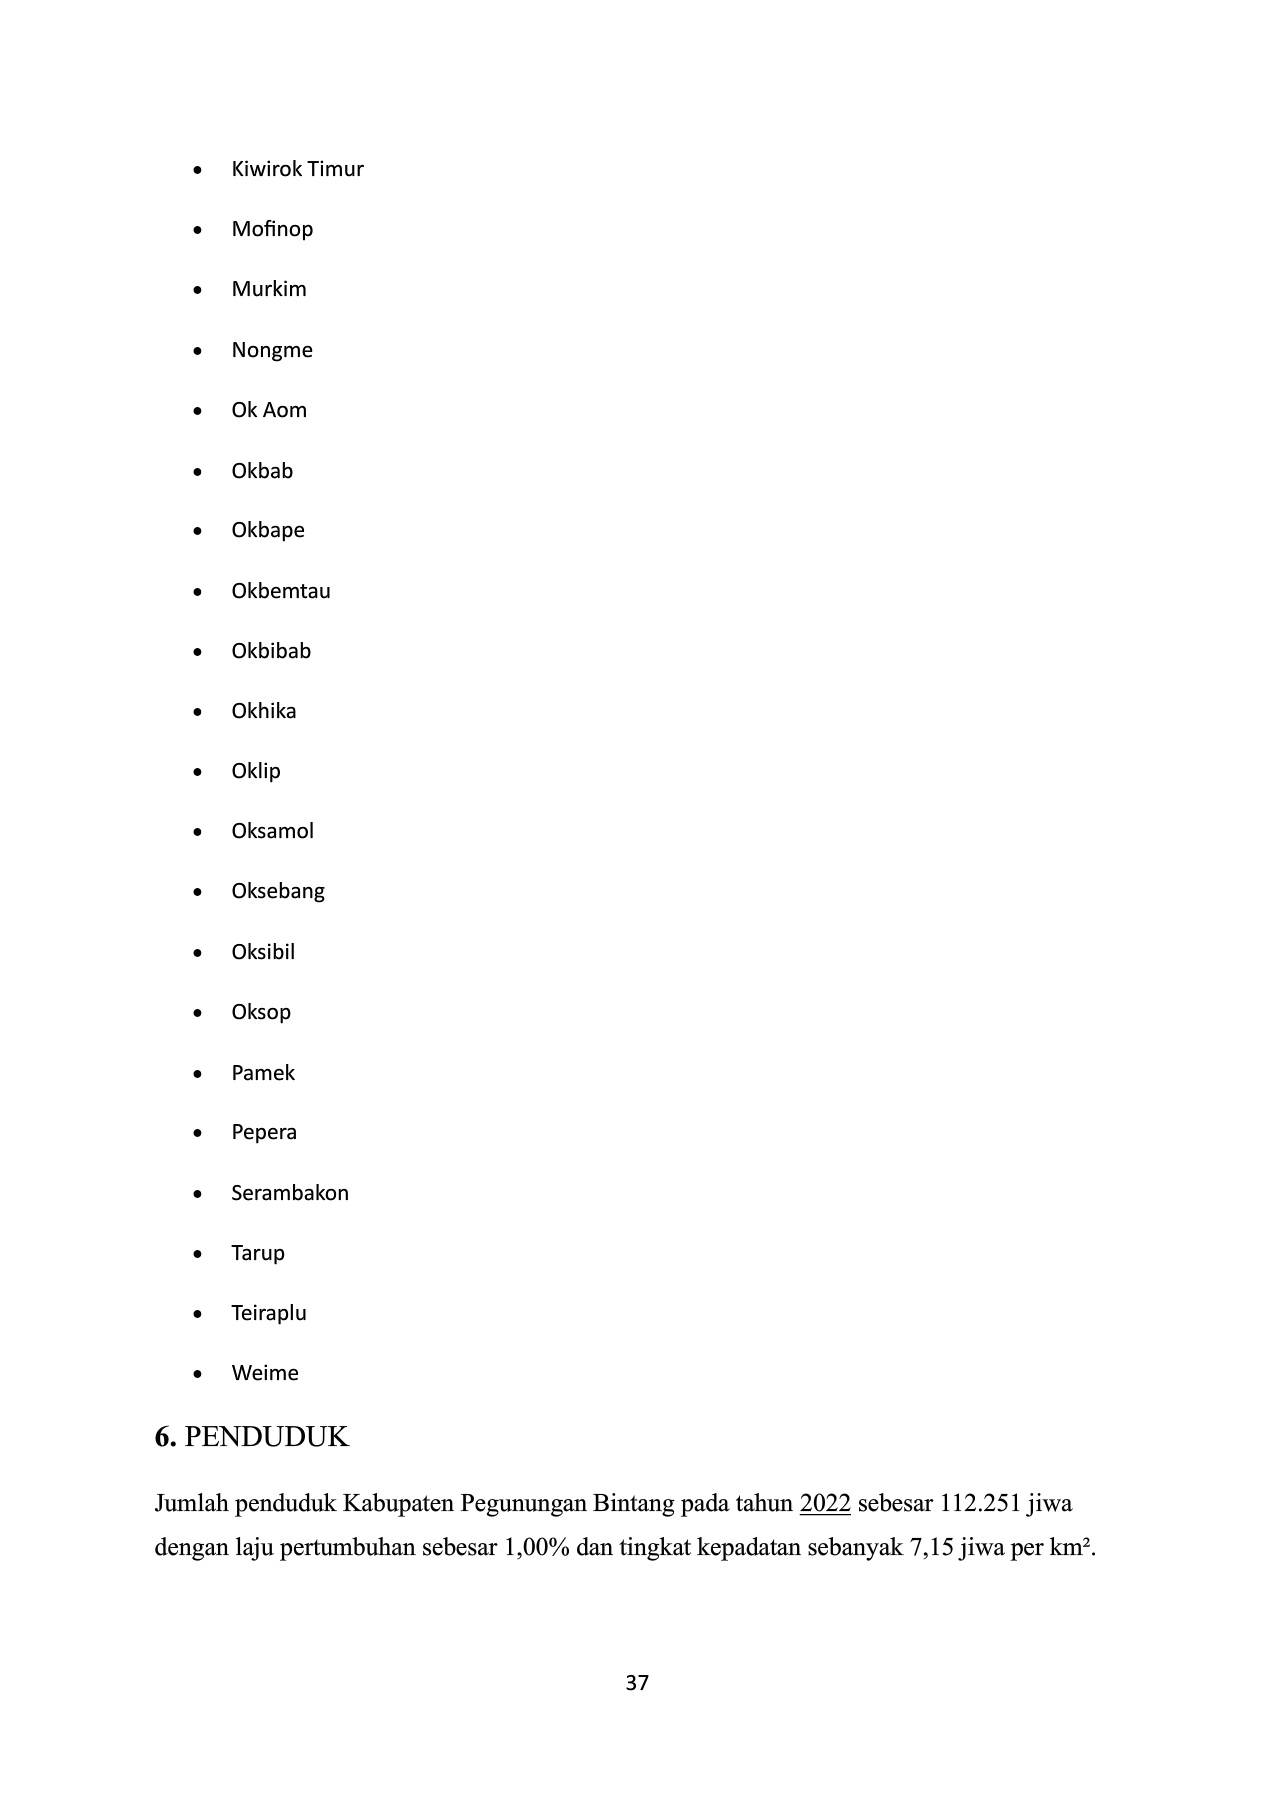 • Kiwirok Timur
• Mofinop
• Murkim
• Nongme
• Ok Aom
• Okbab
• Okbape
• Okbemtau
• Okbibab
• Okhika
• Oklip
• Oksamol
• Oksebang
• Oksibil
• Oksop
• Pamek
• Pepera
• Serambakon
• Tarup
• Teiraplu
• Weime
6. PENDUDUK
Jumlah penduduk Kabupaten Pegunungan Bintang pada tahun 2022 sebesar 112.251 jiwa
dengan laju pertumbuhan sebesar 1,00% dan tingkat kepadatan sebanyak 7,15 jiwa per km².
37